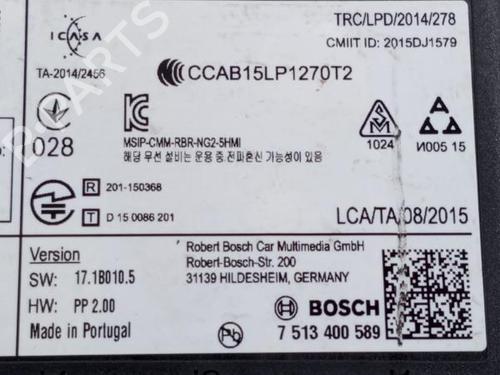 ICASA
TRC/LPD/2014/278
CMIIT ID: 2015DJ1579
TA-2014/2456
CCAB15LP1270T2
028
MSIP-CMM-RBR-NG2-5HMI
해당 무선 설비는 운용 중 전파혼신 가능성이 있음
1024
И005 15
R 201-150368
T D 15 0086 201
LCA/TA/08/2015
Version
SW: 17.1B010.5
HW: PP 2.00
Made in Portugal
Robert Bosch Car Multimedia GmbH
Robert-Bosch-Str. 200
31139 HILDESHEIM, GERMANY
BOSCH
7 513 400 589